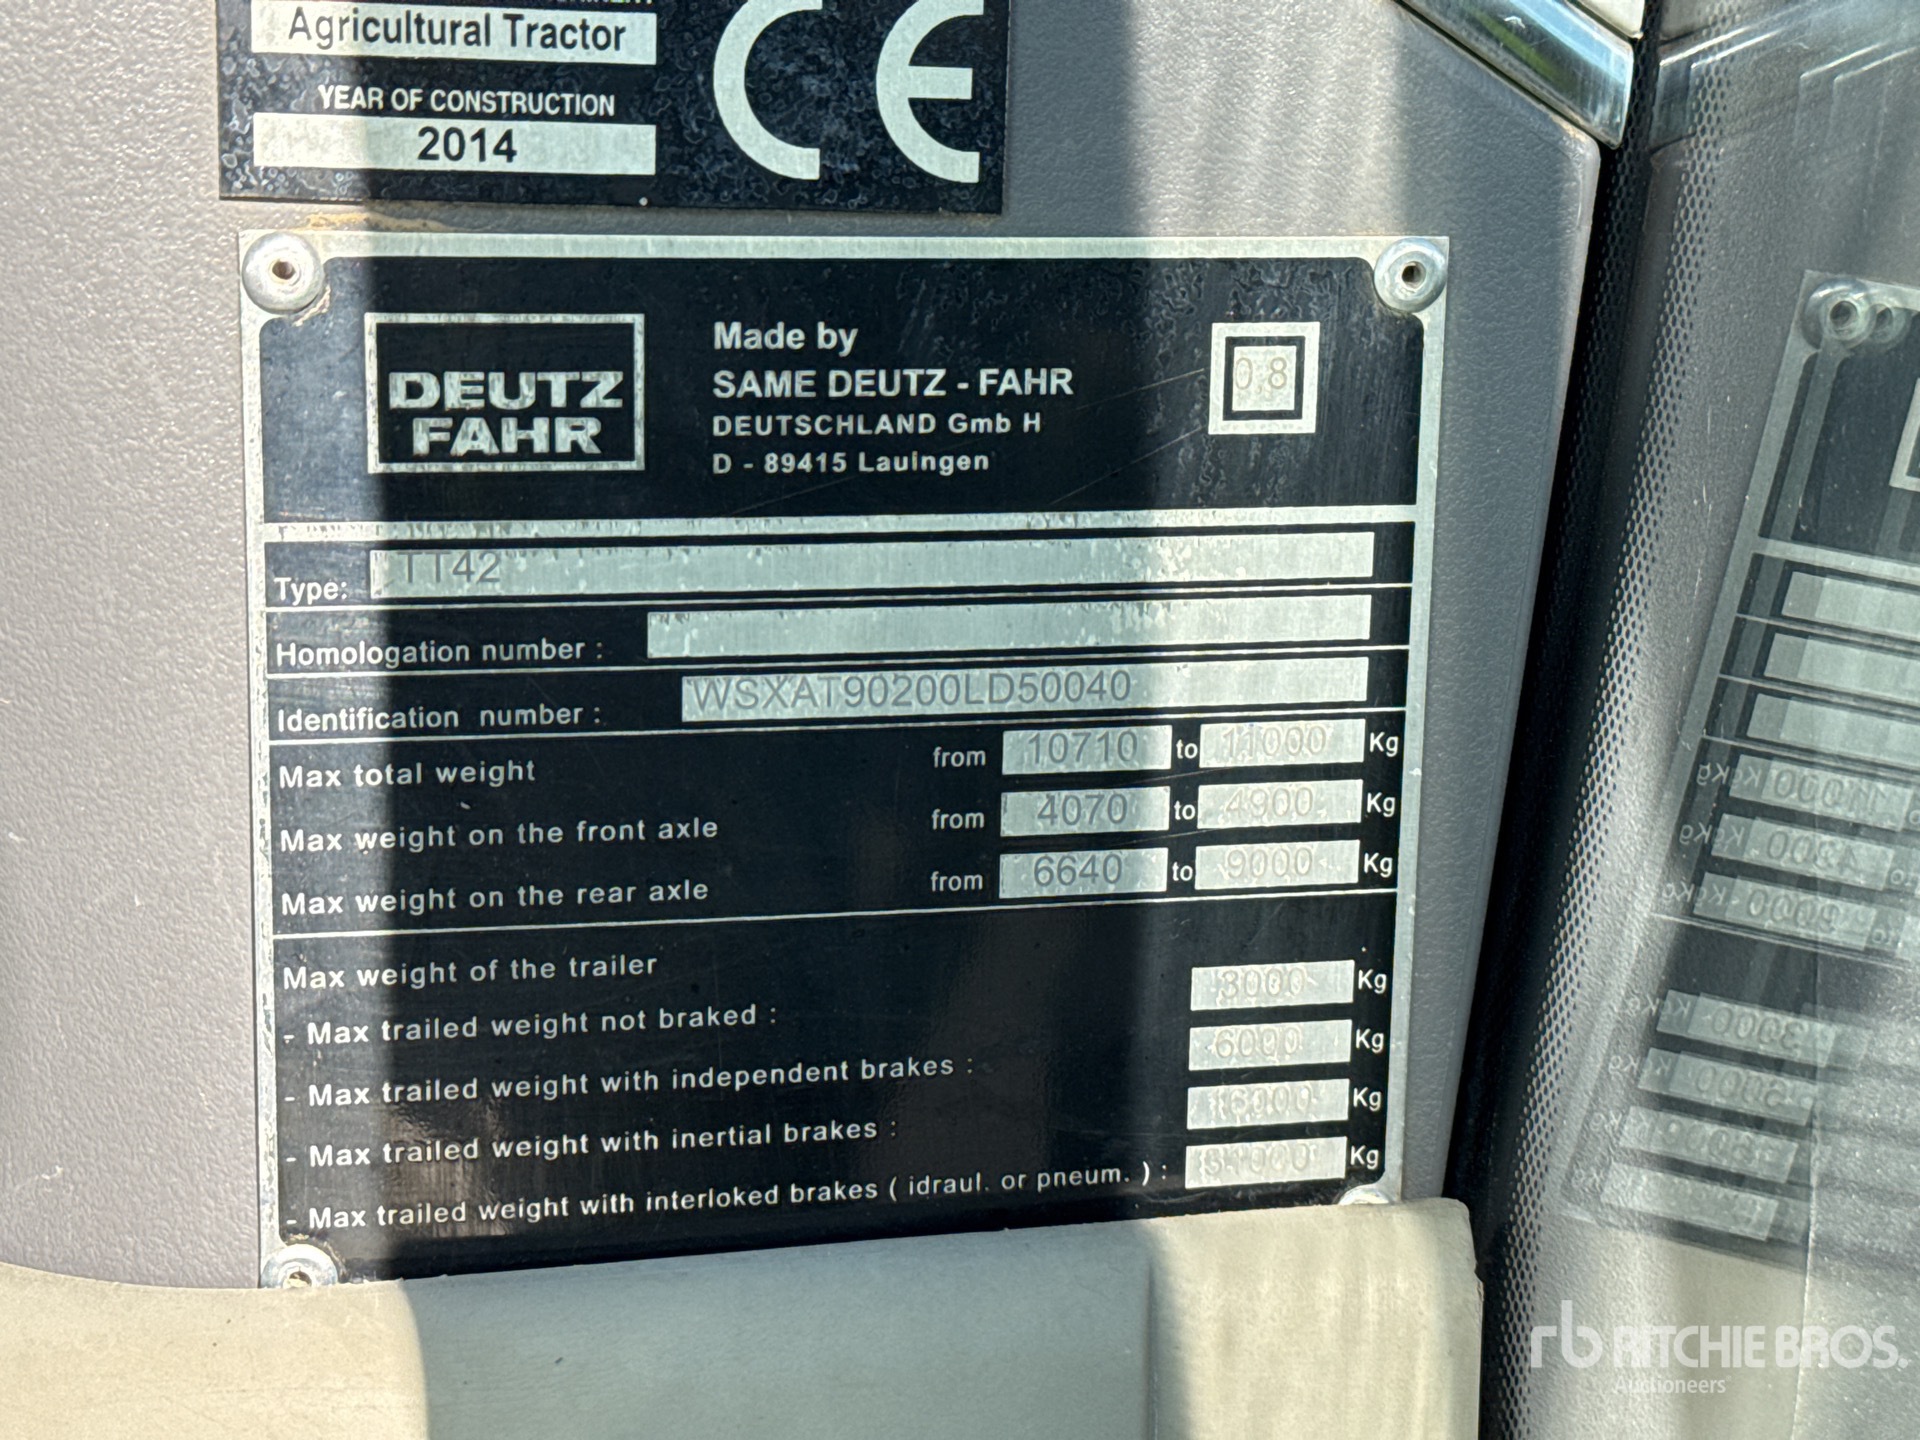 Agricultural Tractor
YEAR OF CONSTRUCTION
2014
CE
DEUTZ
FAHR
Made by
SAME DEUTZ - FAHR
DEUTSCHLAND Gmb H
D - 89415 Lauingen
0,8
Type: TT42
Homologation number :
Identification number : WSXAT90200LD50040
Max total weight from 10710 to 11000 Kg
Max weight on the front axle from 4070 to 4900 Kg
Max weight on the rear axle from 6640 to 9000 Kg
Max weight of the trailer
- Max trailed weight not braked : 3000 Kg
- Max trailed weight with independent brakes : 6000 Kg
- Max trailed weight with inertial brakes : 16000 Kg
- Max trailed weight with interloked brakes ( idraul. or pneum. ) : Kg
rb RITCHIE BROS.
Auctioneers